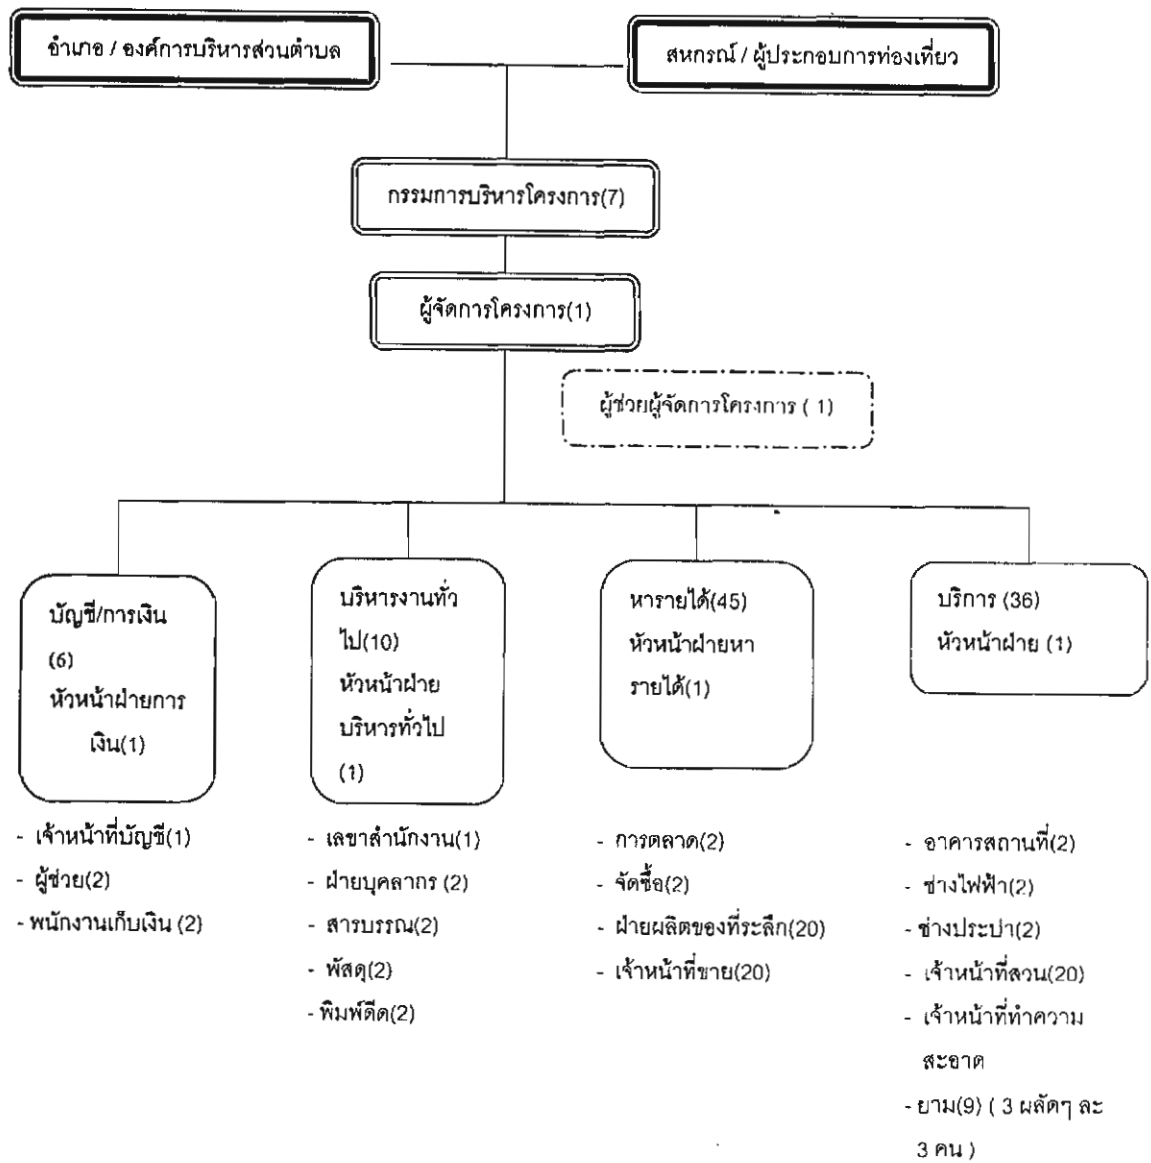 อำเภอ / องค์การบริหารส่วนตำบล
สหกรณ์ / ผู้ประกอบการท่องเที่ยว
กรรมการบริหารโครงการ(7)
ผู้จัดการโครงการ(1)
ผู้ช่วยผู้จัดการโครงการ ( 1)
บัญชี/การเงิน
(6)
หัวหน้าฝ่ายการ
เงิน(1)
- เจ้าหน้าที่บัญชี(1)
- ผู้ช่วย(2)
- พนักงานเก็บเงิน (2)
บริหารงานทั่ว
ไป(10)
หัวหน้าฝ่าย
บริหารทั่วไป
(1)
- เลขาสำนักงาน(1)
- ฝ่ายบุคลากร (2)
- สารบรรณ(2)
- พัสดุ(2)
- พิมพ์ดีด(2)
หารายได้(45)
หัวหน้าฝ่ายหา
รายได้(1)
- การตลาด(2)
- จัดซื้อ(2)
- ฝ่ายผลิตของที่ระลึก(20)
- เจ้าหน้าที่ขาย(20)
บริการ (36)
หัวหน้าฝ่าย (1)
- อาคารสถานที่(2)
- ช่างไฟฟ้า(2)
- ช่างประปา(2)
- เจ้าหน้าที่สวน(20)
- เจ้าหน้าที่ทำความ
สะอาด
- ยาม(9) ( 3 ผลัดๆ ละ
3 คน )